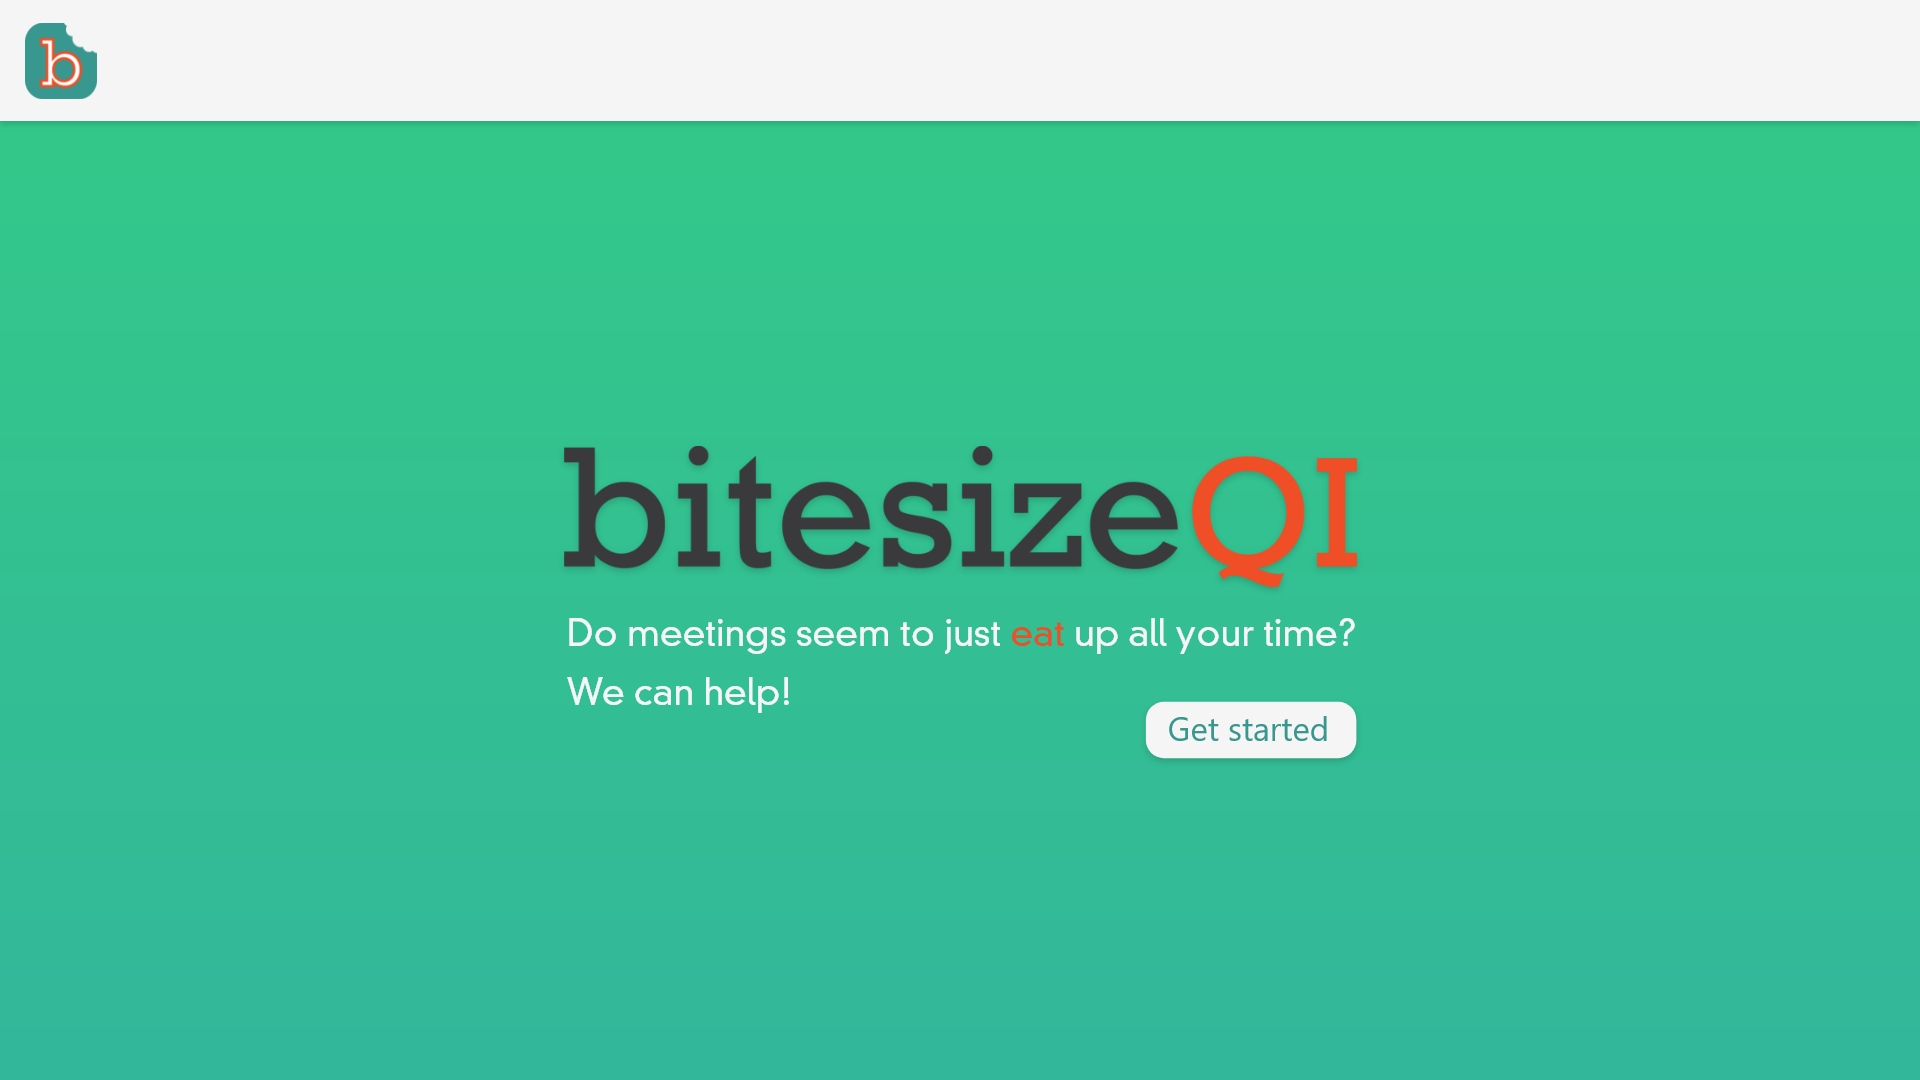 b
bitesizeQI
Do meetings seem to just eat up all your time?
We can help!
Get started